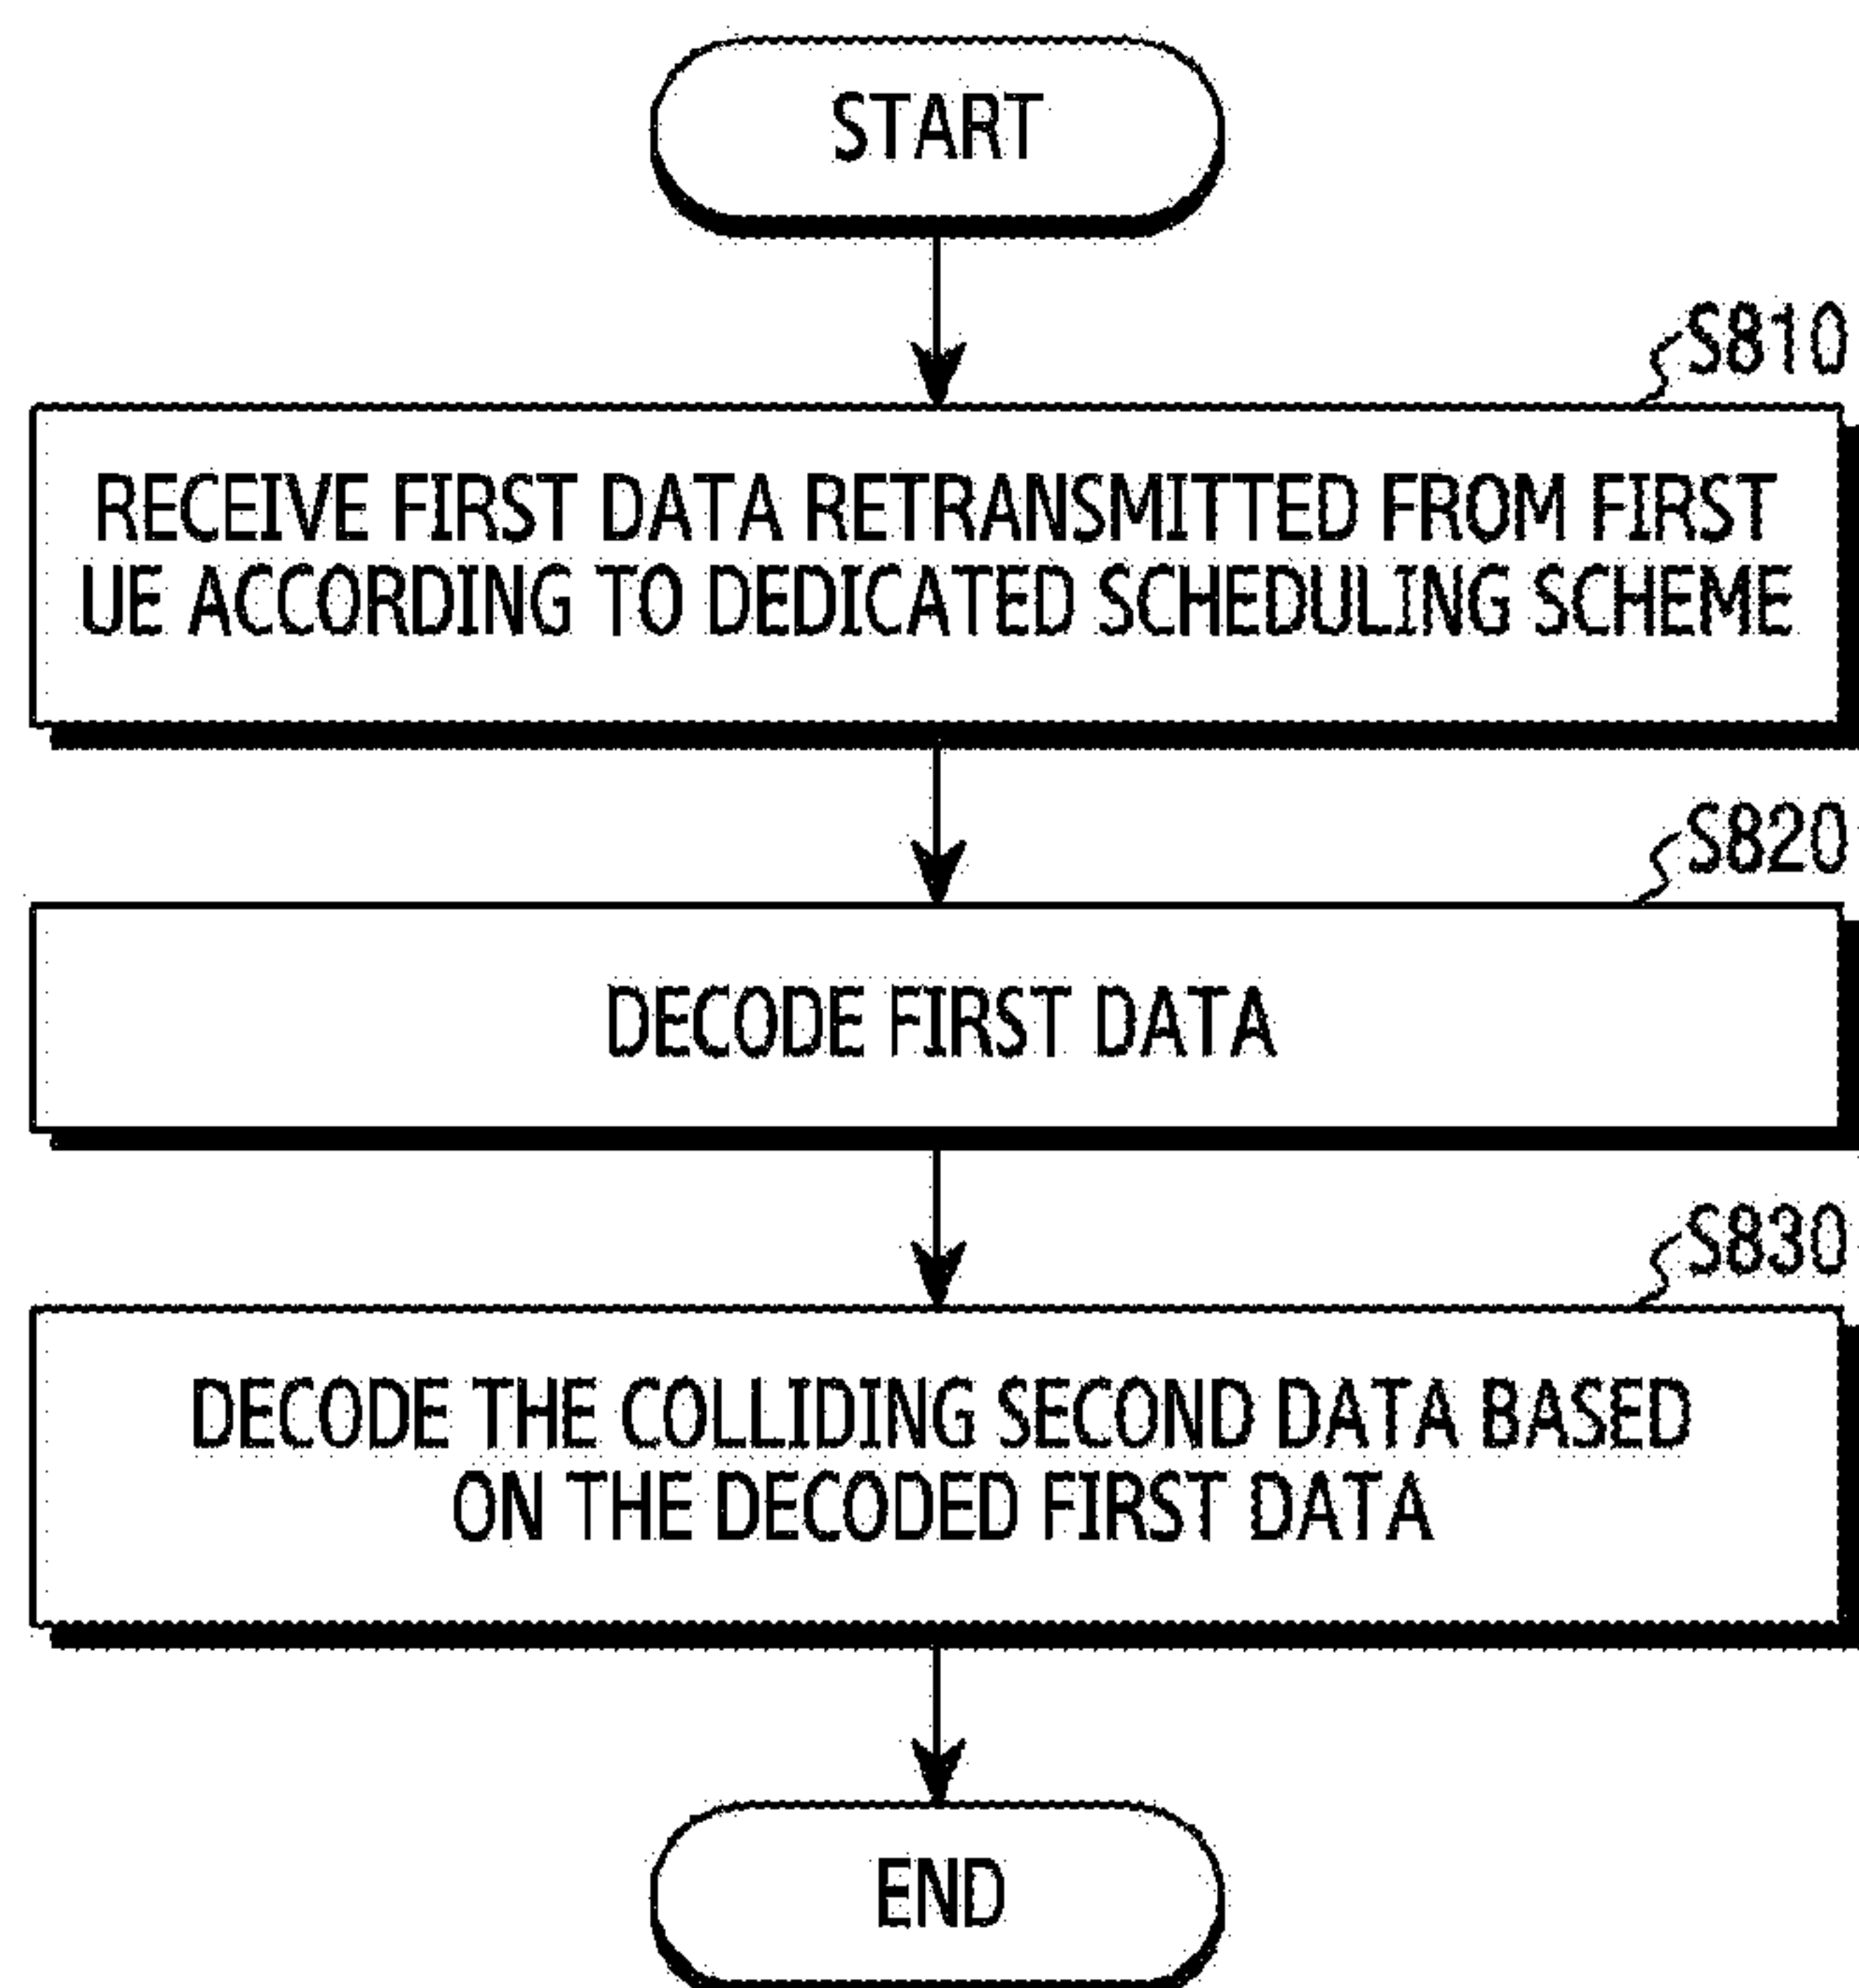 START
S810
RECEIVE FIRST DATA RETRANSMITTED FROM FIRST
UE ACCORDING TO DEDICATED SCHEDULING SCHEME
S820
DECODE FIRST DATA
S830
DECODE THE COLLIDING SECOND DATA BASED
ON THE DECODED FIRST DATA
END